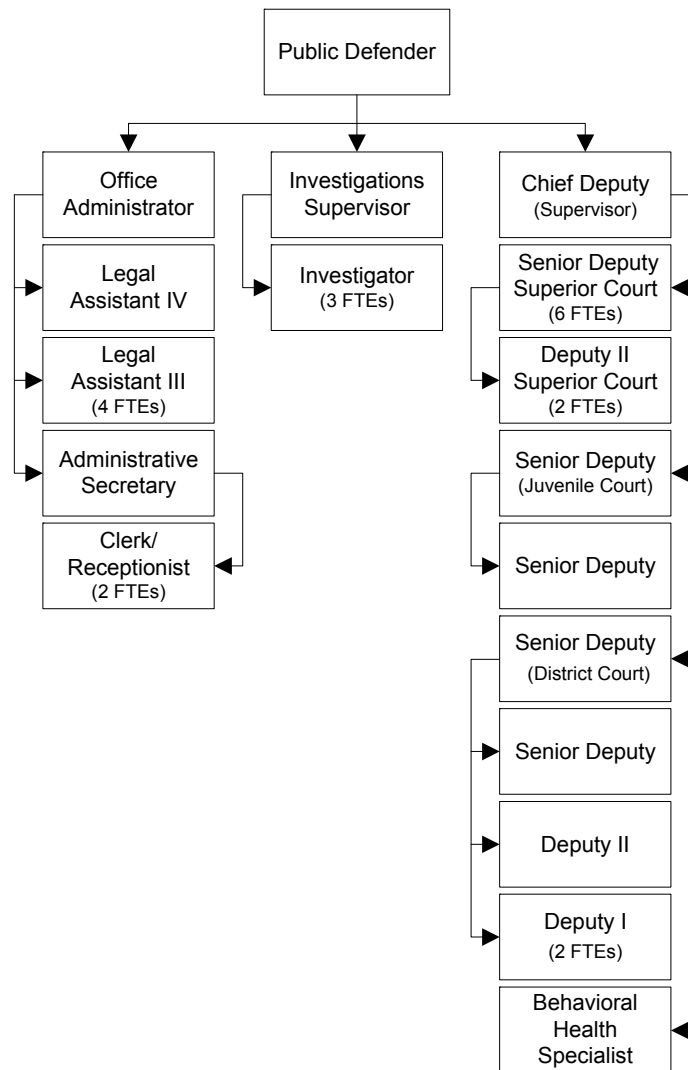 Public Defender
Office
Administrator
Legal
Assistant IV
Legal
Assistant III
(4 FTEs)
Administrative
Secretary
Clerk/
Receptionist
(2 FTEs)
Investigations
Supervisor
Investigator
(3 FTEs)
Chief Deputy
(Supervisor)
Senior Deputy
Superior Court
(6 FTEs)
Deputy II
Superior Court
(2 FTEs)
Senior Deputy
(Juvenile Court)
Senior Deputy
Senior Deputy
(District Court)
Senior Deputy
Deputy II
Deputy I
(2 FTEs)
Behavioral
Health
Specialist